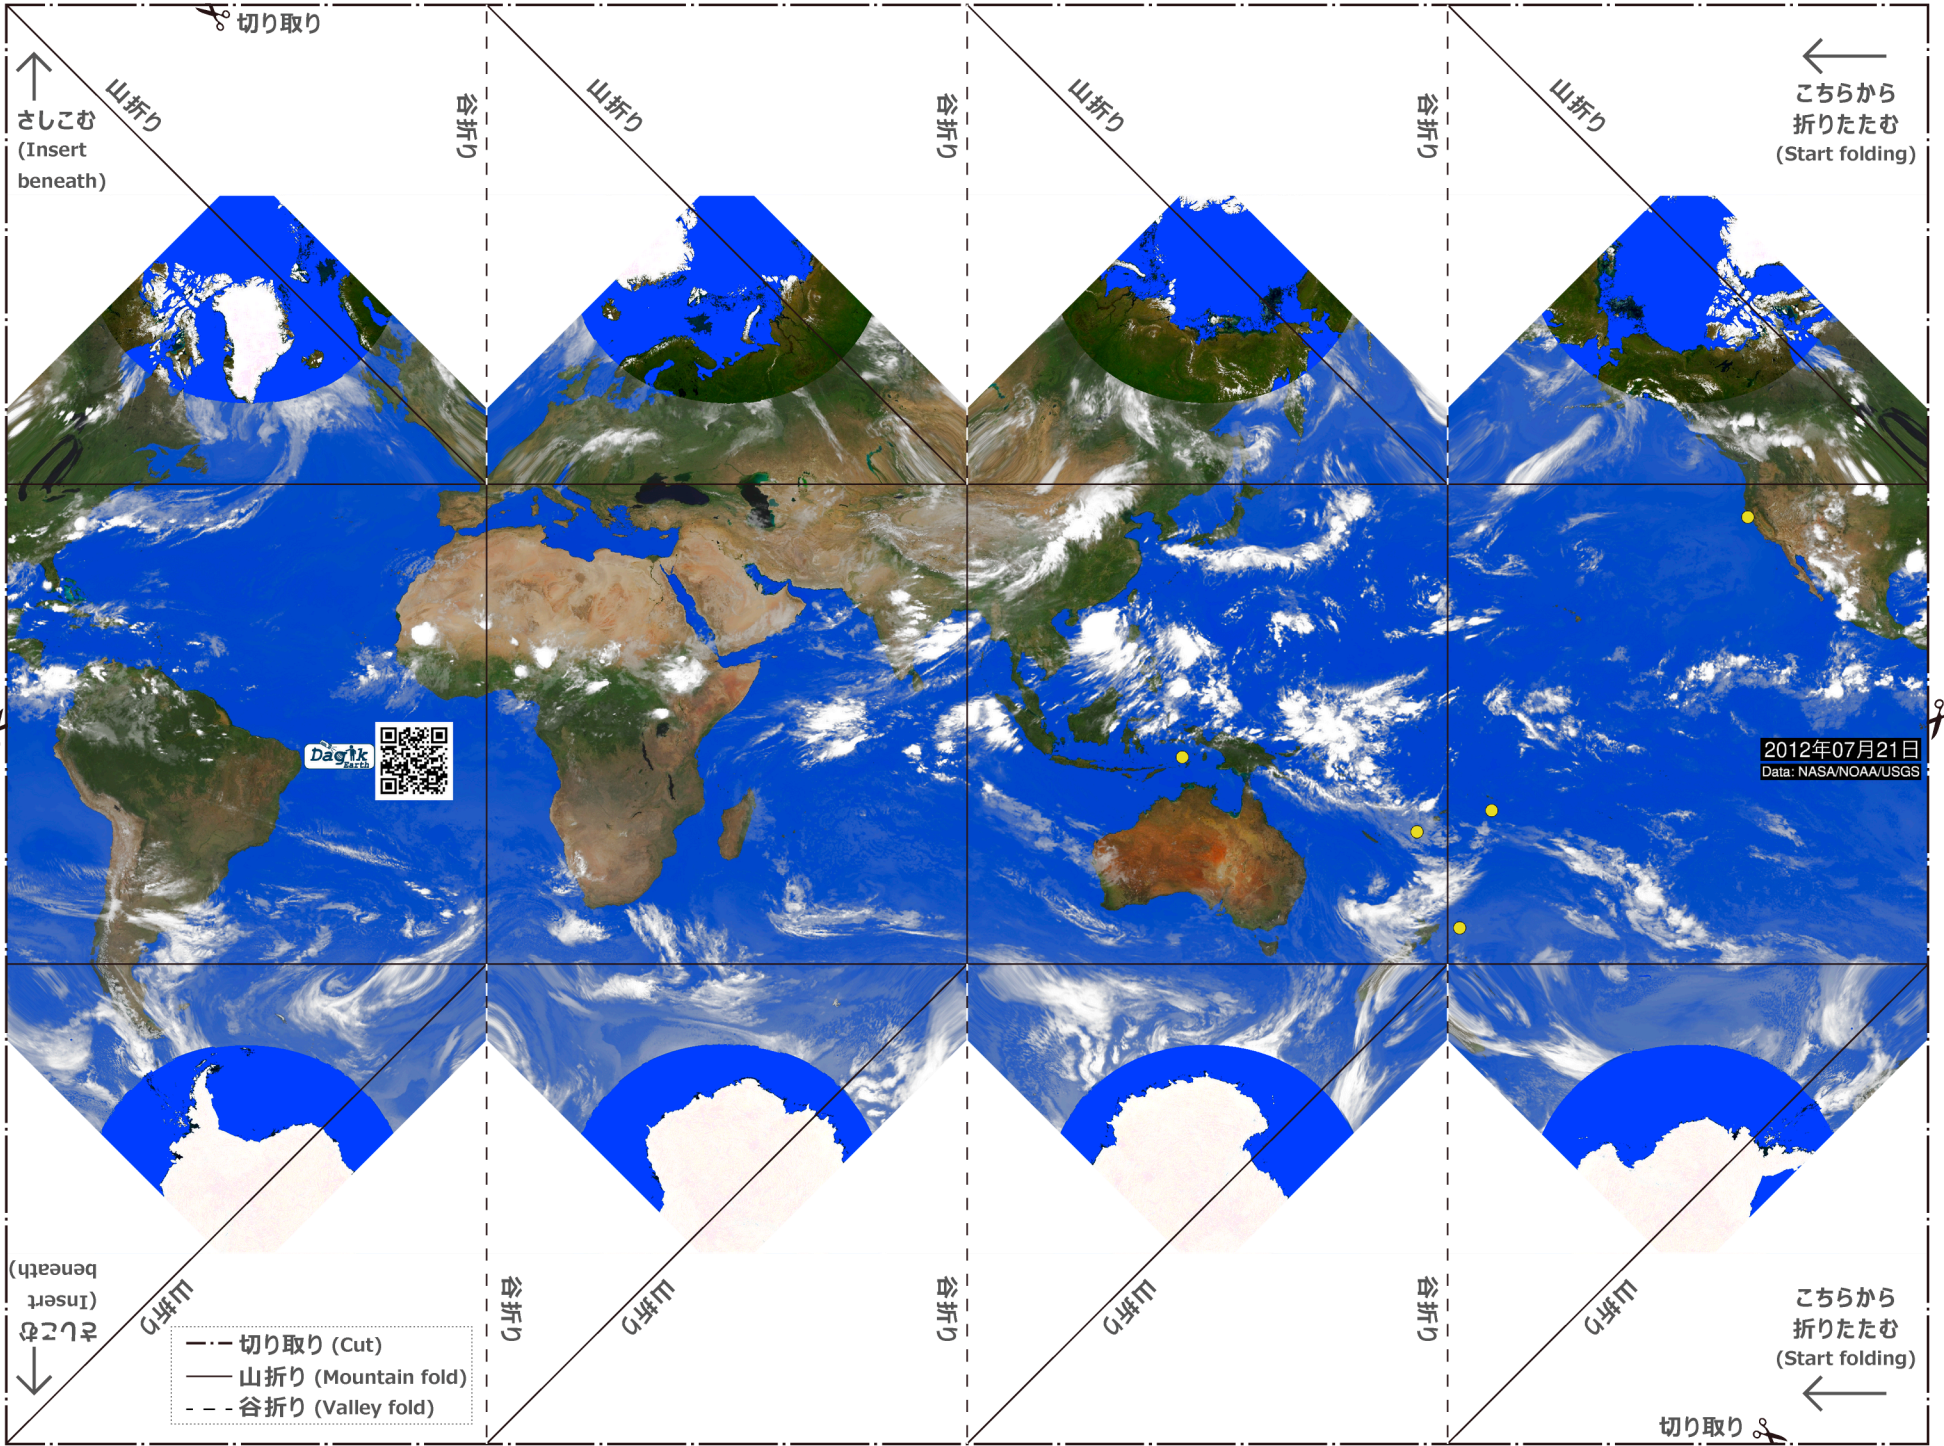 切り取り
山折り
谷折り
山折り
谷折り
山折り
谷折り
山折り
さしこむ
(Insert
beneath)
こちらから
折りたたむ
(Start folding)
Dagik
Earth
2012年07月21日
Data: NASA/NOAA/USGS
さしこむ
(Insert
beneath)
山折り
谷折り
山折り
谷折り
山折り
谷折り
山折り
切り取り (Cut)
山折り (Mountain fold)
谷折り (Valley fold)
こちらから
折りたたむ
(Start folding)
切り取り